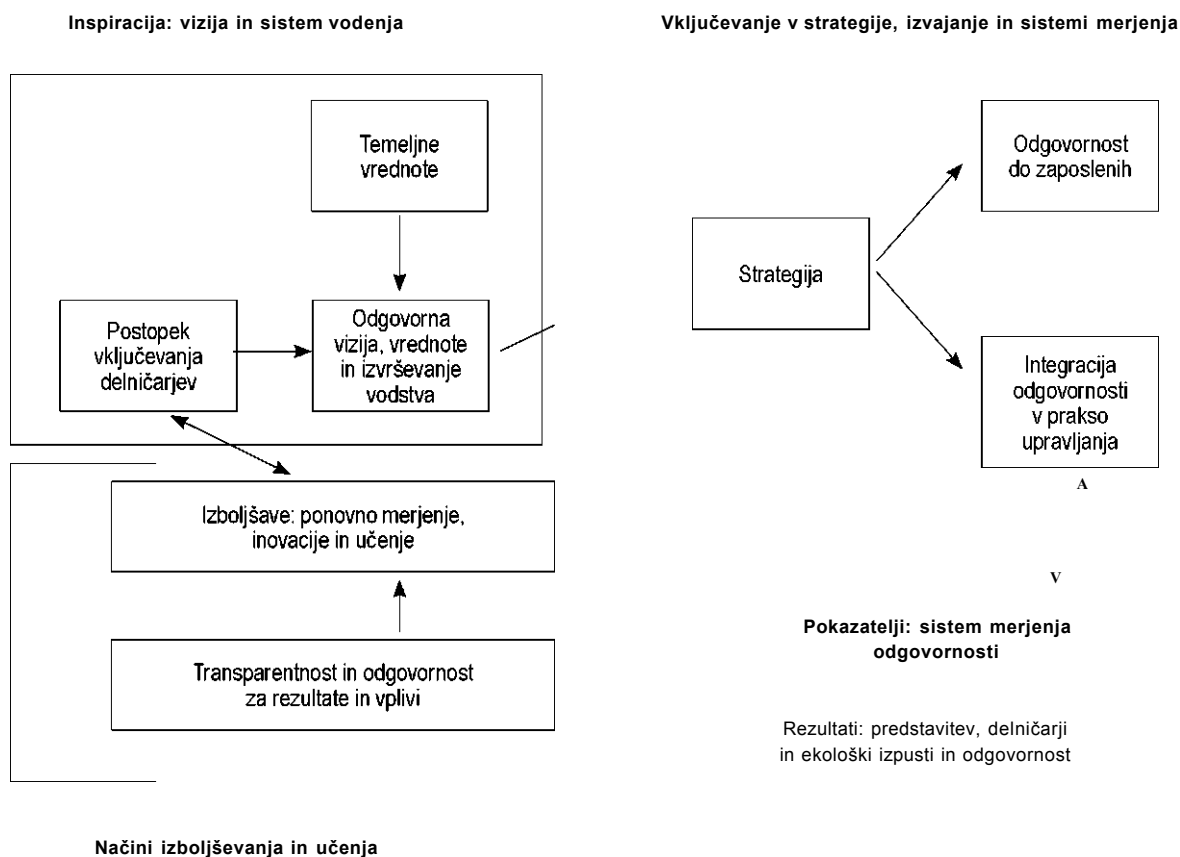 Inspiracija: vizija in sistem vodenja
Vključevanje v strategije, izvajanje in sistemi merjenja
Temeljne
vrednote
Postopek
vključevanja
delničarjev
Odgovorna
vizija, vrednote
in izvrševanje
vodstva
Izboljšave: ponovno merjenje,
inovacije in učenje
Transparentnost in odgovornost
za rezultate in vplivi
Načini izboljševanja in učenja
Strategija
Odgovornost
do zaposlenih
Integracija
odgovornosti
v prakso
upravljanja
A
V
Pokazatelji: sistem merjenja
odgovornosti
Rezultati: predstavitev, delničarji
in ekološki izpusti in odgovornost